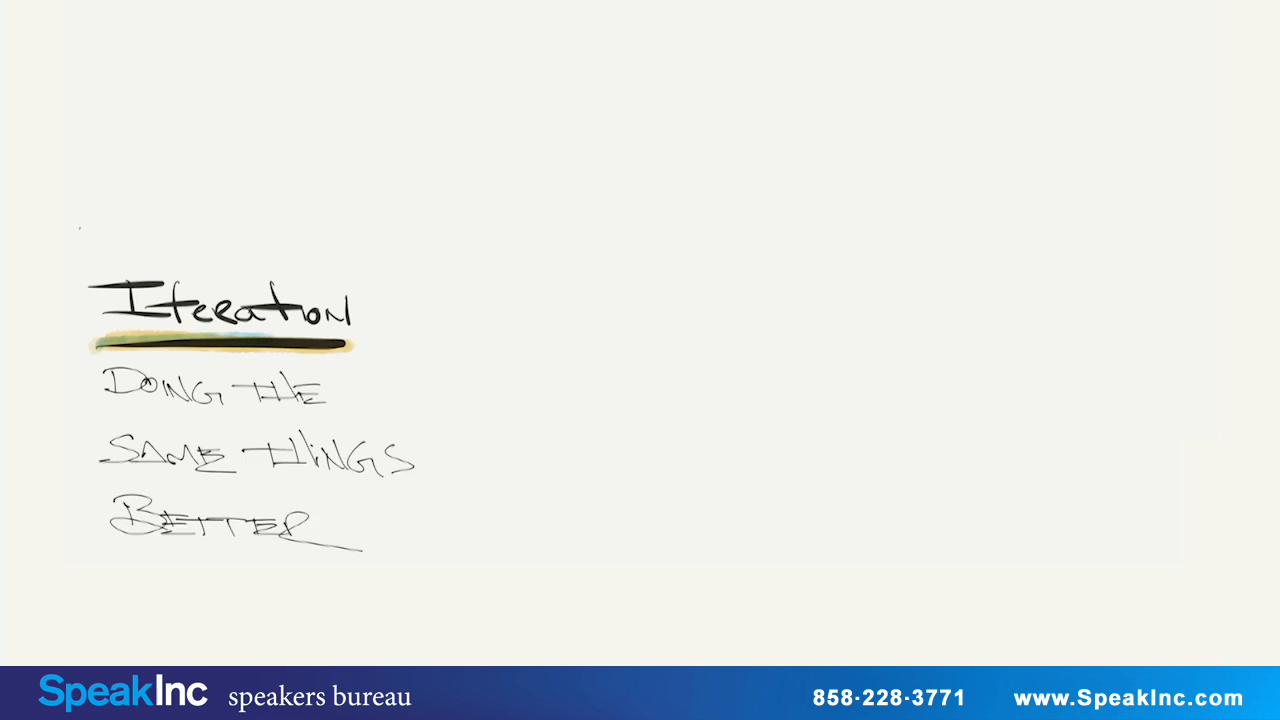 Iteration
DOING THE
SAME THINGS
BETTER
SpeakInc speakers bureau 858-228-3771 www.SpeakInc.com